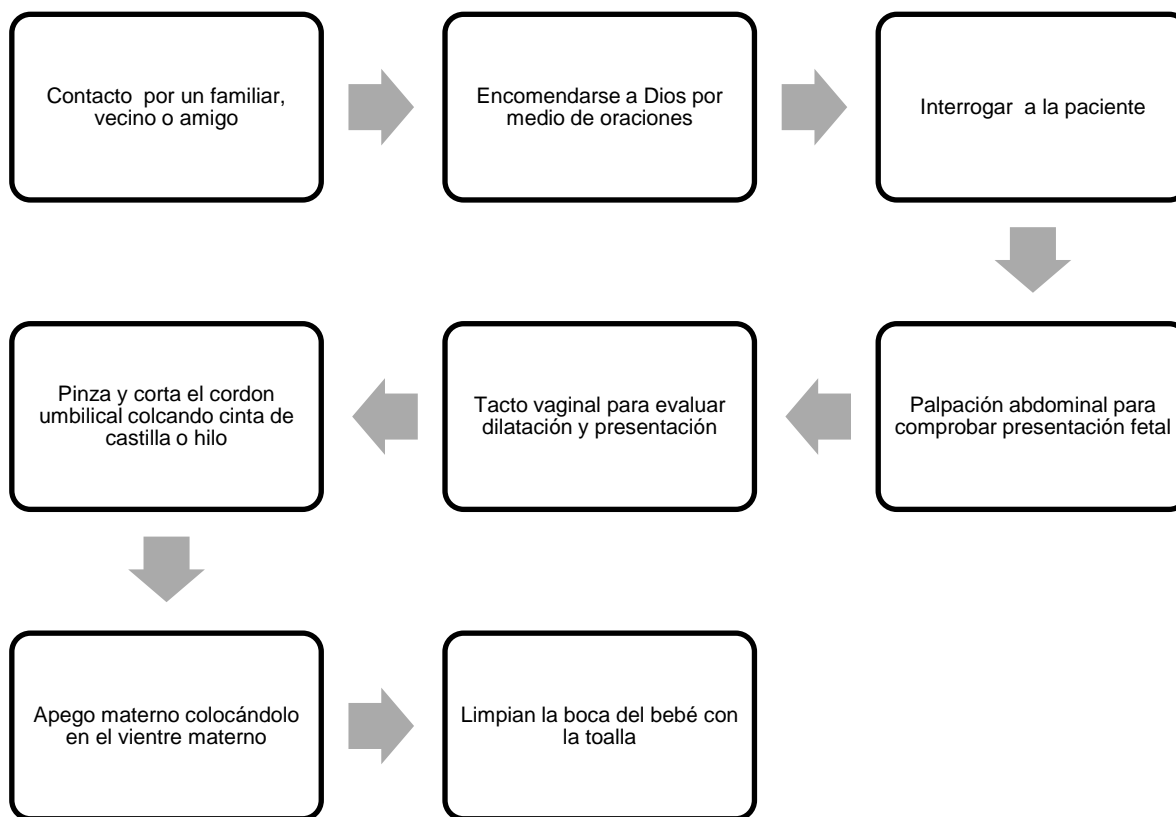 Contacto por un familiar,
vecino o amigo
Encomendarse a Dios por
medio de oraciones
Interrogar a la paciente
Palpación abdominal para
comprobar presentación fetal
Tacto vaginal para evaluar
dilatación y presentación
Pinza y corta el cordon
umbilical colcando cinta de
castilla o hilo
Apego materno colocándolo
en el vientre materno
Limpian la boca del bebé con
la toalla